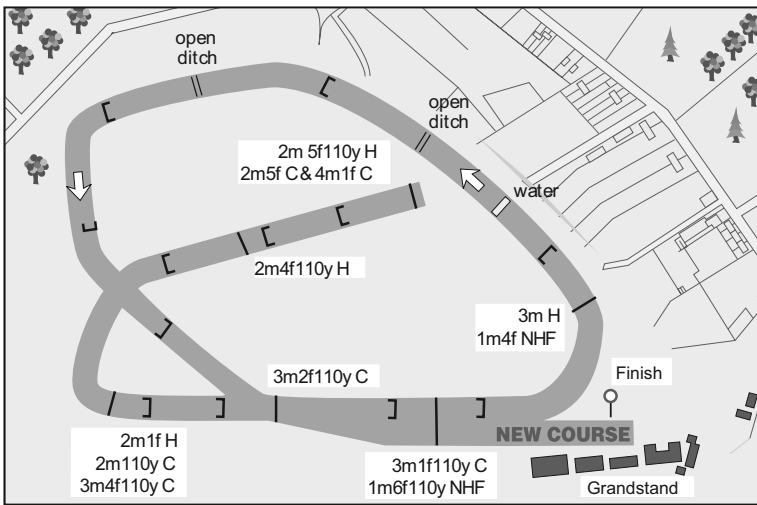 open
ditch
open
ditch
2m 5f110y H
2m5f C & 4m1f C
water
2m4f110y H
3m H
1m4f NHF
3m2f110y C
Finish
2m1f H
2m110y C
3m4f110y C
NEW COURSE
3m1f110y C
1m6f110y NHF
Grandstand